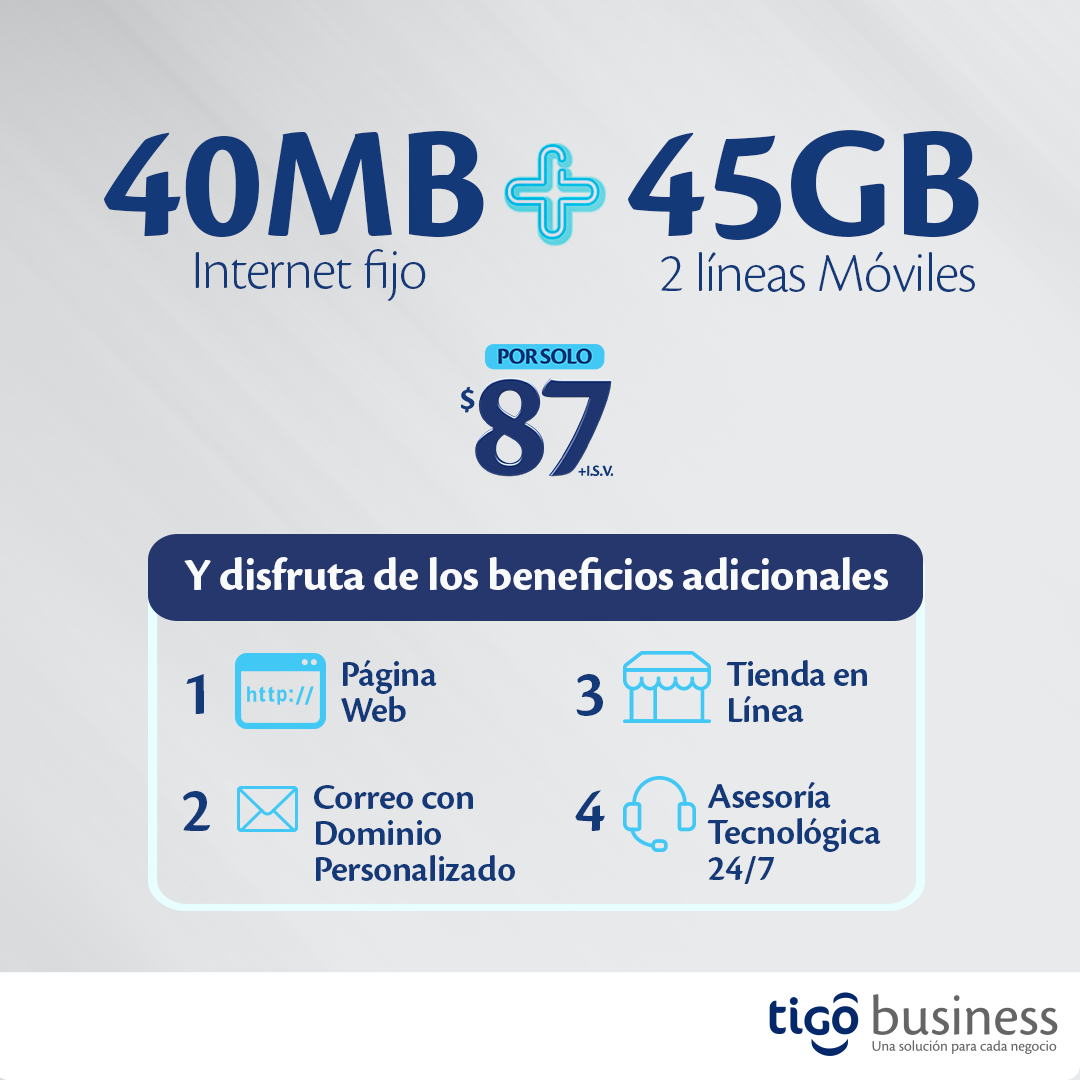 40MB + 45GB
Internet fijo
2 líneas Móviles
POR SOLO
$87
+I.S.V.
Y disfruta de los beneficios adicionales
1
http://
Página
Web
2
Correo con
Dominio
Personalizado
3
Tienda en
Línea
4
Asesoría
Tecnológica
24/7
tigo business
Una solución para cada negocio